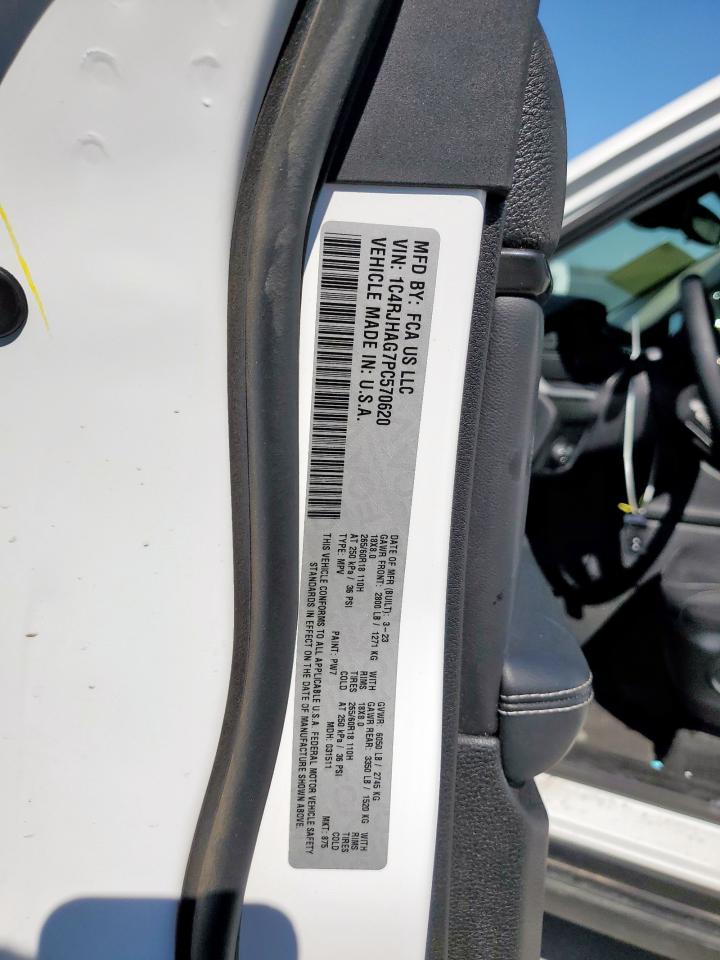 MFD BY: FCA US LLC
VIN: 1C4RJHAG7PC570620
VEHICLE MADE IN: U.S.A.
DATE OF MFR (BUILT): 3-23 GVWR: 6050 LB / 2745 KG
GAWR FRONT: 2800 LB / 1271 KG WITH GAWR REAR: 3350 LB / 1520 KG WITH
18X8.0 RIMS 18X8.0 RIMS
265/60R18 110H TIRES 265/60R18 110H TIRES
AT 250 kPa / 36 PSI COLD AT 250 kPa / 36 PSI COLD
TYPE: MPV PAINT: PW7 MDH: 031511 MKT: 875
THIS VEHICLE CONFORMS TO ALL APPLICABLE U.S.A. FEDERAL MOTOR VEHICLE SAFETY
STANDARDS IN EFFECT ON THE DATE OF MANUFACTURE SHOWN ABOVE.